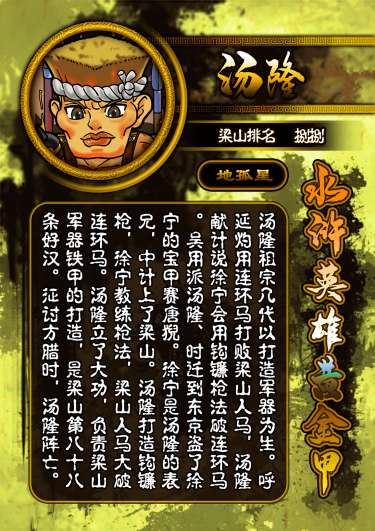 汤隆
梁山排名 捌捌
地孤星
水浒英雄黄金甲
汤隆祖宗几代以打造军器为生。呼
延灼用连环马打败梁山人马，汤隆
献计说徐宁会用钩镰枪法破连环马
。吴用派汤隆、时迁到东京盗了徐
宁的宝甲赛唐猊。徐宁是汤隆的表
兄，中计上了梁山。汤隆打造钩镰
枪，徐宁教练枪法，梁山人马大破
连环马。汤隆立了大功，负责梁山
军器铁甲的打造，是梁山第八十八
条好汉。征讨方腊时，汤隆阵亡。